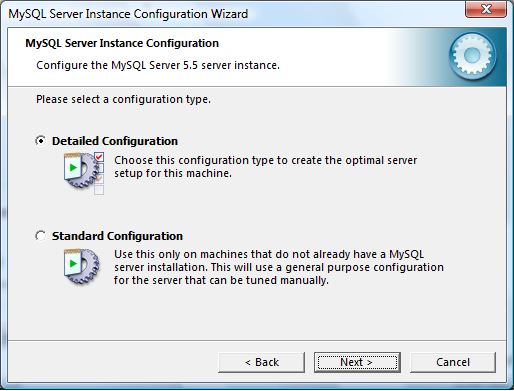 MySQL Server Instance Configuration Wizard
MySQL Server Instance Configuration
Configure the MySQL Server 5.5 server instance.
Please select a configuration type.
Detailed Configuration
Choose this configuration type to create the optimal server
setup for this machine.
Standard Configuration
Use this only on machines that do not already have a MySQL
server installation. This will use a general purpose configuration
for the server that can be tuned manually.
< Back
Next >
Cancel